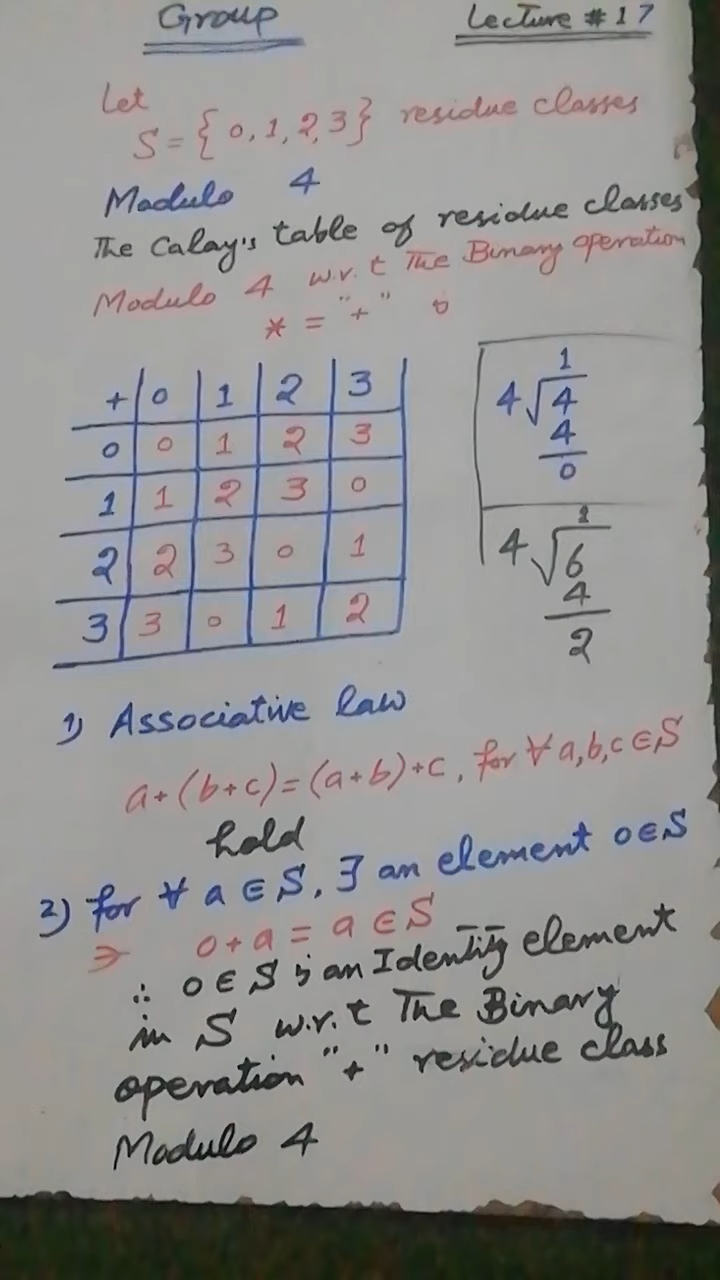 Group
Lecture # 17
Let
S = { 0, 1, 2, 3 } residue classes
Madulo 4
The Calay's table of residue classes
Modulo 4 w.r.t The Binary operation
* = "+" is
+ 0 1 2 3
0 0 1 2 3
1 1 2 3 0
2 2 3 0 1
3 3 0 1 2
1
4√4
4
0
1
4√6
4
2
1) Associative law
a+(b+c)=(a+b)+c, for ∀ a,b,c ∈ S
hold
2) for ∀ a ∈ S, ∃ an element 0 ∈ S
⇒ 0 + a = a ∈ S
∴ 0 ∈ S is an Identity element
in S w.r.t The Binary
operation "+" residue class
Madulo 4